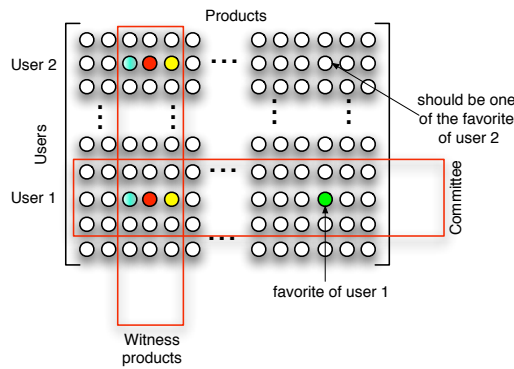 Products
User 2
should be one
of the favorite
of user 2
Users
User 1
Committee
favorite of user 1
Witness
products